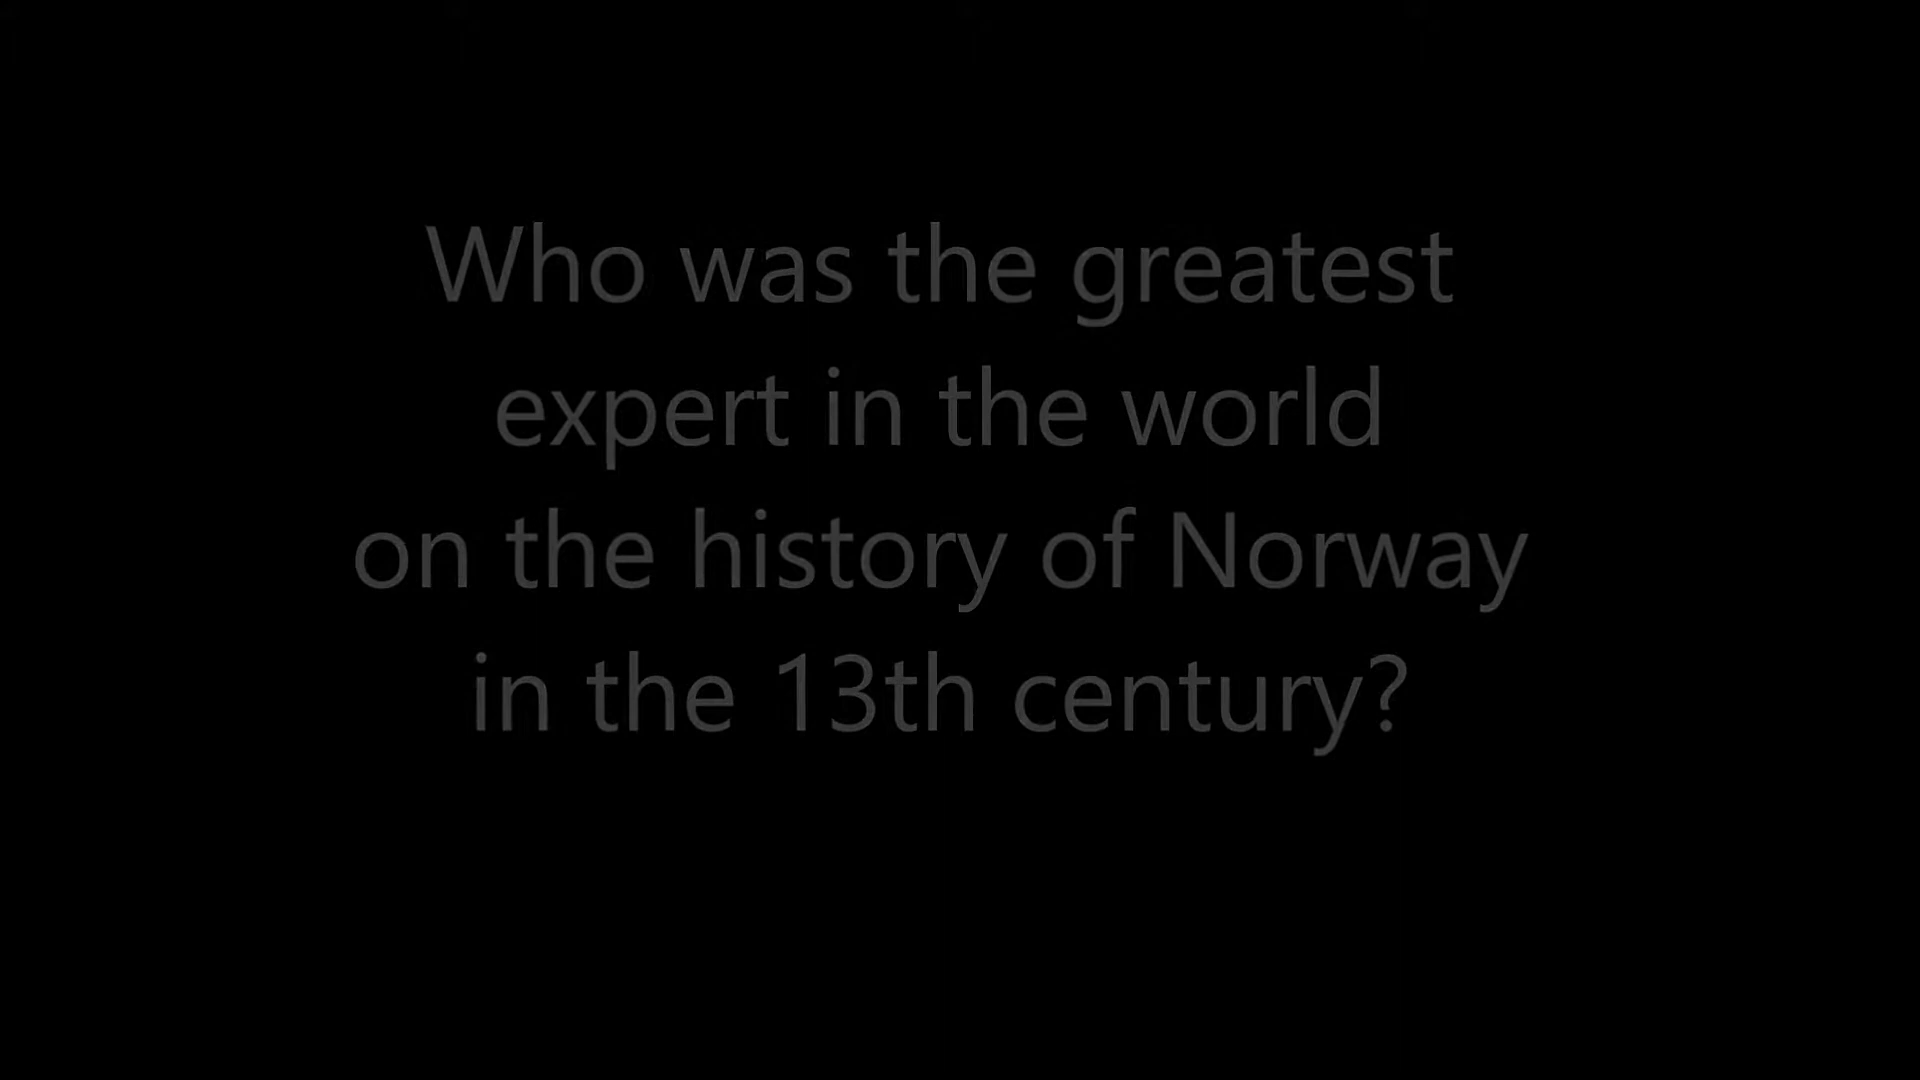 Who was the greatest
expert in the world
on the history of Norway
in the 13th century?